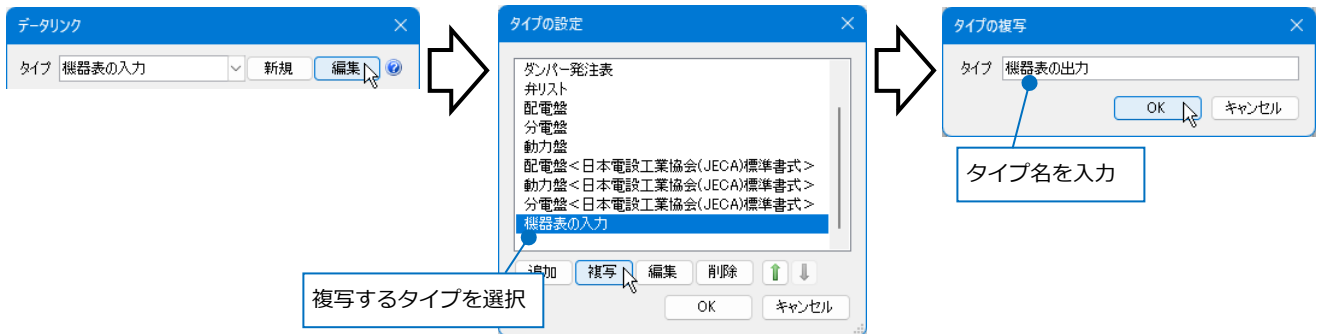 データリンク
タイプ 機器表の入力 新規 編集
タイプの設定
ダンパー発注表
弁リスト
配電盤
分電盤
動力盤
配電盤<日本電設工業協会(JECA)標準書式>
動力盤<日本電設工業協会(JECA)標準書式>
分電盤<日本電設工業協会(JECA)標準書式>
機器表の入力
追加 複写 編集 削除
OK キャンセル
複写するタイプを選択
タイプの複写
タイプ 機器表の出力
OK キャンセル
タイプ名を入力